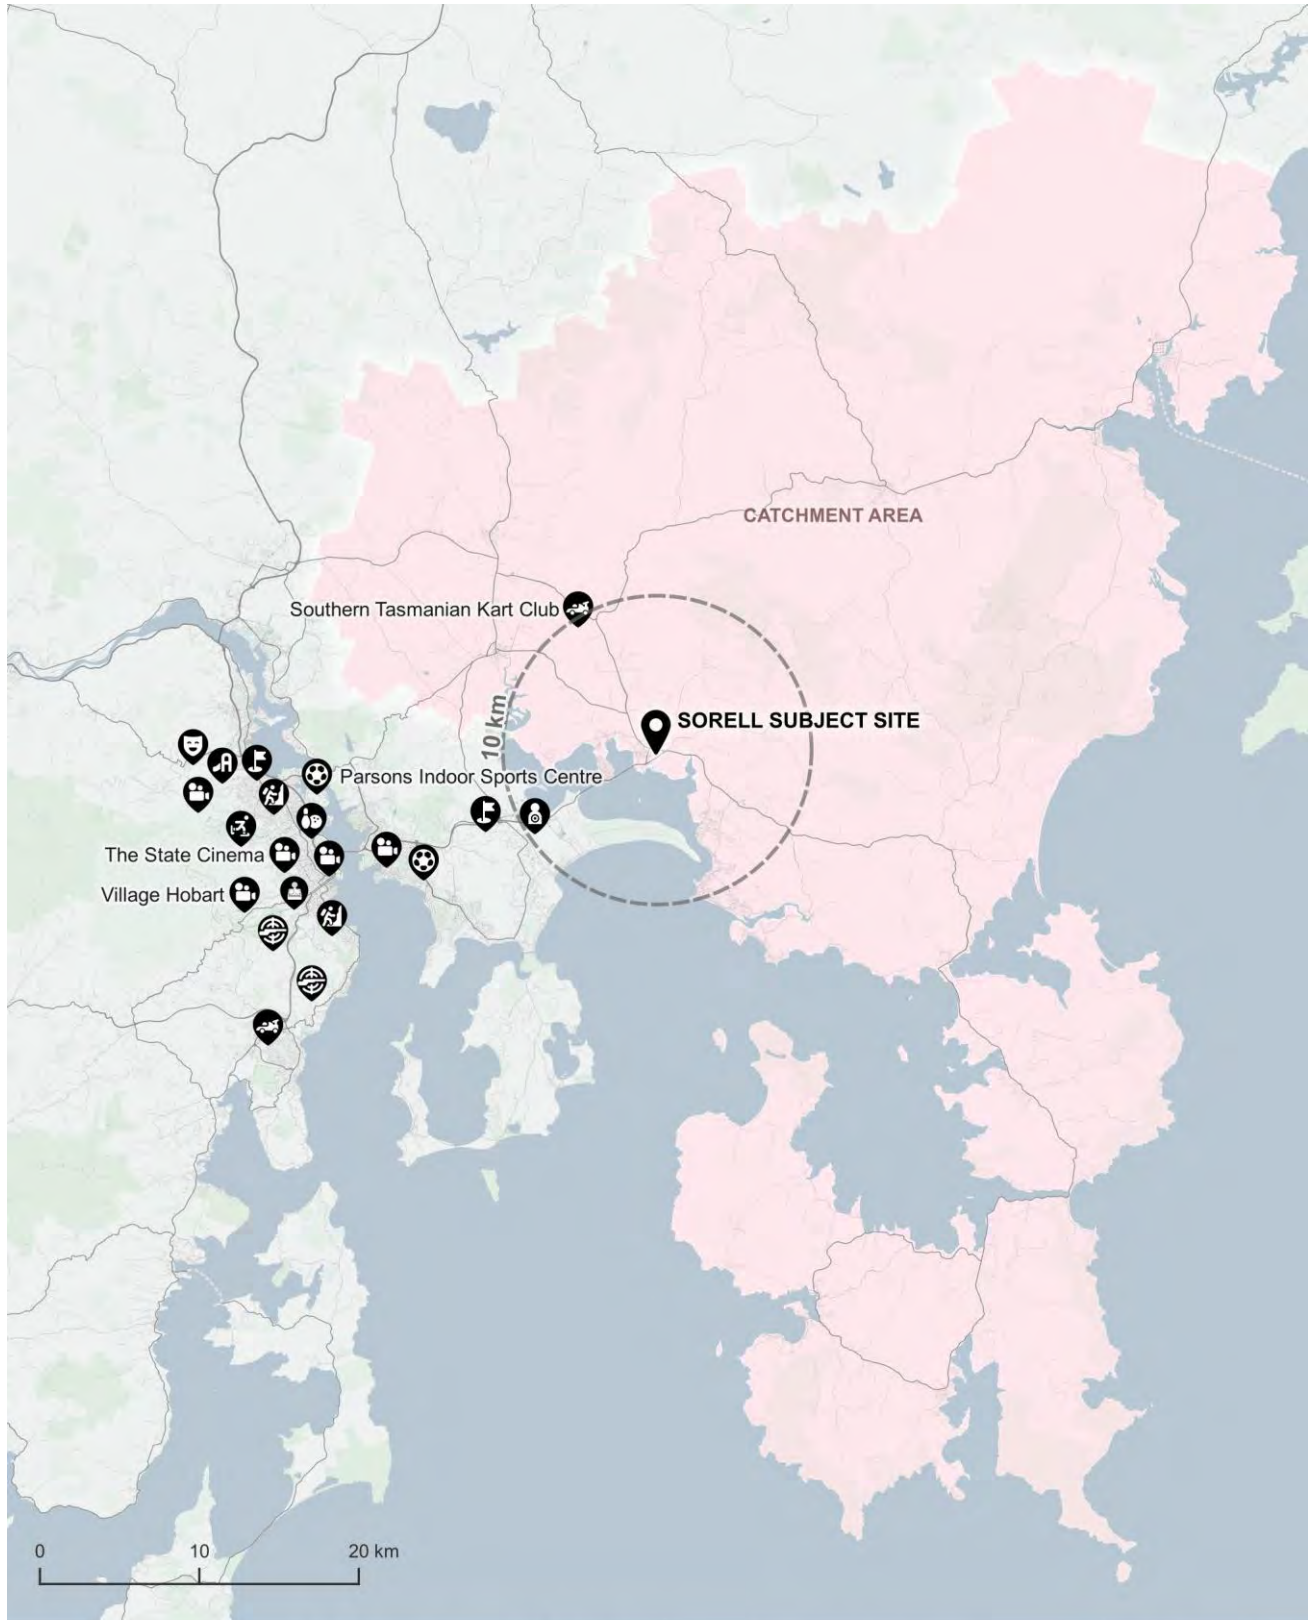 CATCHMENT AREA
Southern Tasmanian Kart Club
10 km
SORELL SUBJECT SITE
Parsons Indoor Sports Centre
The State Cinema
Village Hobart
0 10 20 km